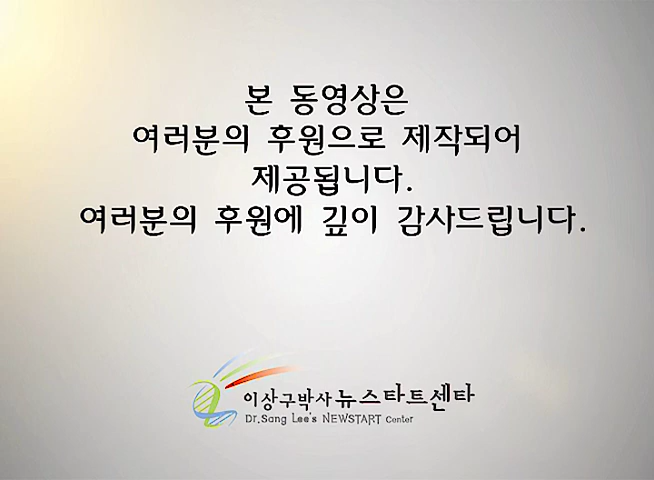 본 동영상은
여러분의 후원으로 제작되어
제공됩니다.
여러분의 후원에 깊이 감사드립니다.
이상구박사 뉴스타트센타
Dr.Sang Lee's NEWSTART Center